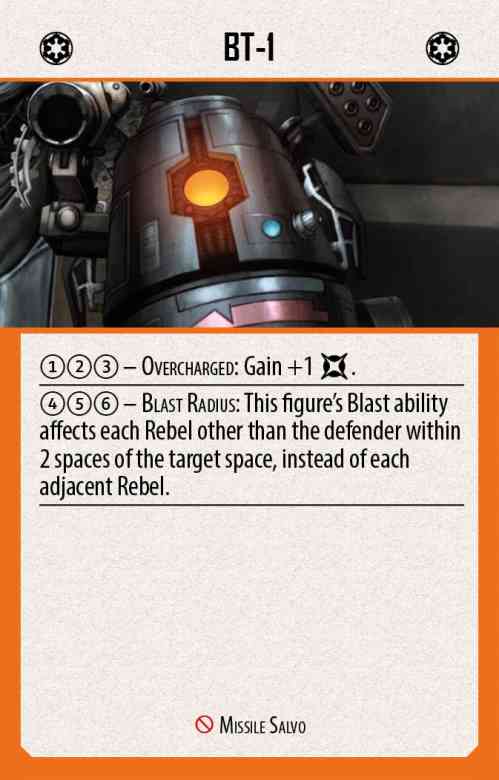 BT-1
①②③ – Overcharged: Gain +1 .
④⑤⑥ – Blast Radius: This figure's Blast ability
affects each Rebel other than the defender within
2 spaces of the target space, instead of each
adjacent Rebel.
Missile Salvo